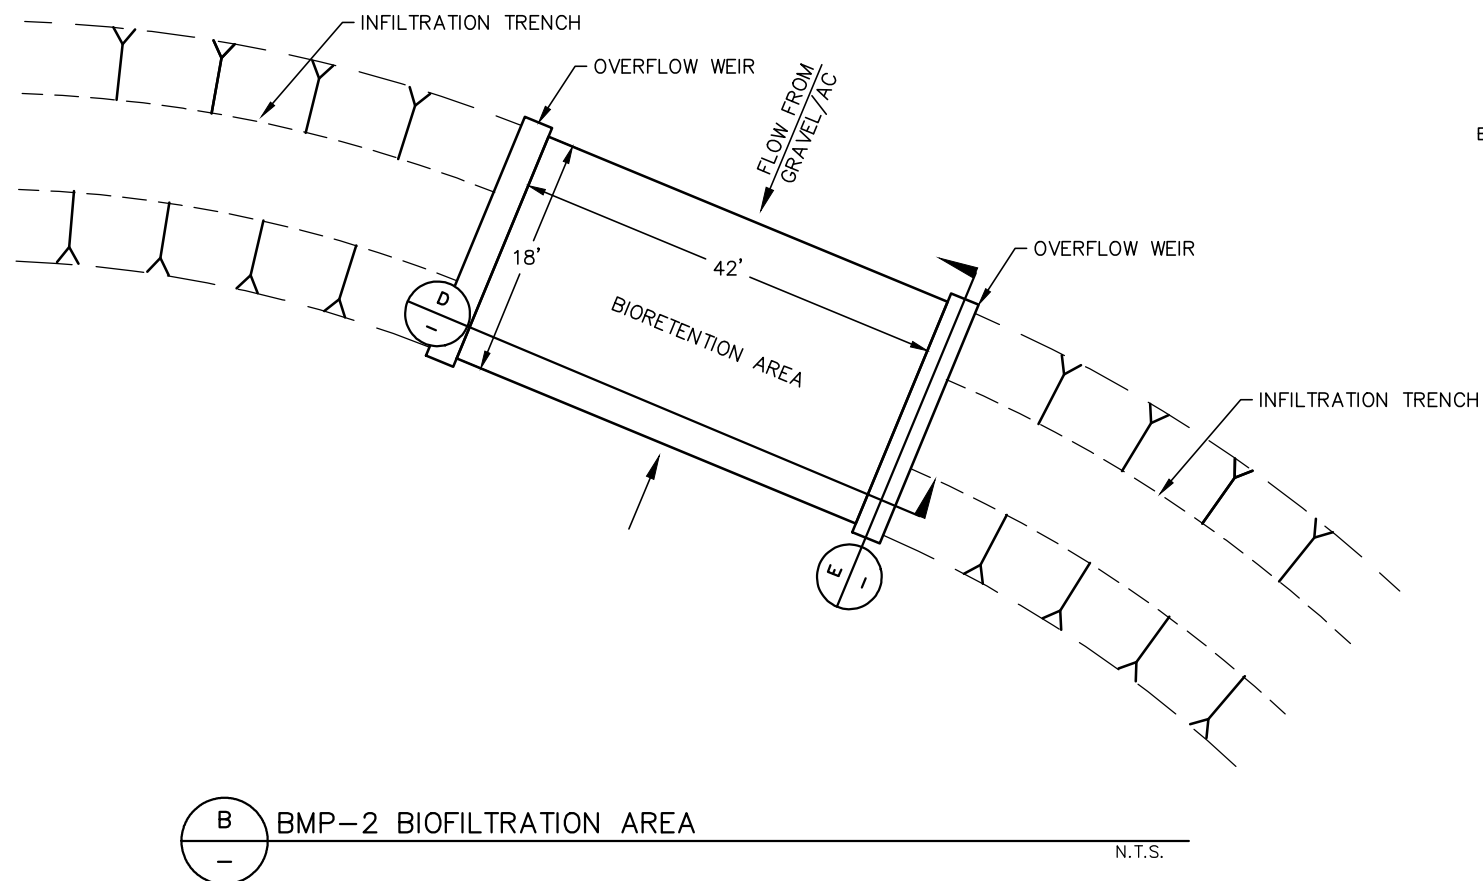 INFILTRATION TRENCH
OVERFLOW WEIR
FLOW FROM
GRAVEL/AC
E
18'
42'
OVERFLOW WEIR
D
–
BIORETENTION AREA
INFILTRATION TRENCH
E
–
B
–
BMP–2 BIOFILTRATION AREA
N.T.S.